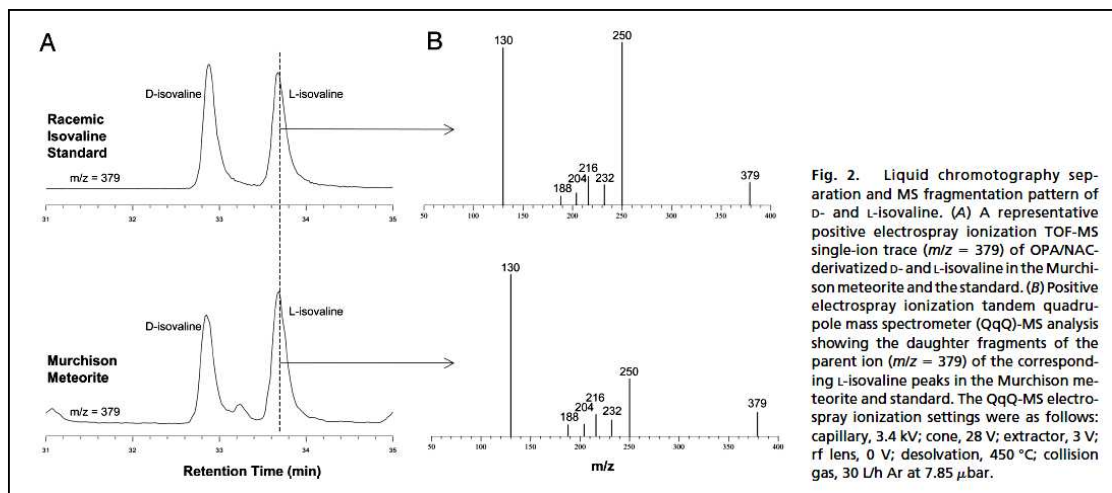 A
D-isovaline
L-isovaline
Racemic
Isovaline
Standard
m/z = 379
31
33
35
D-isovaline
L-isovaline
Murchison
Meteorite
m/z = 379
31
33
35
Retention Time (min)
B
130
250
216
204
188
232
379
50
100
150
200
250
300
350
400
130
250
216
204
188
232
379
50
100
150
200
250
300
350
400
m/z
Fig. 2. Liquid chromotography sep-
aration and MS fragmentation pattern of
D- and L-isovaline. (A) A representative
positive electrospray ionization TOF-MS
single-ion trace (m/z = 379) of OPA/NAC-
derivatized D- and L-isovaline in the Murchi-
son meteorite and the standard. (B) Positive
electrospray ionization tandem quadru-
pole mass spectrometer (QqQ)-MS analysis
showing the daughter fragments of the
parent ion (m/z = 379) of the correspond-
ing L-isovaline peaks in the Murchison me-
teorite and standard. The QqQ-MS electro-
spray ionization settings were as follows:
capillary, 3.4 kV; cone, 28 V; extractor, 3 V;
rf lens, 0 V; desolvation, 450 °C; collision
gas, 30 L/h Ar at 7.85 μbar.